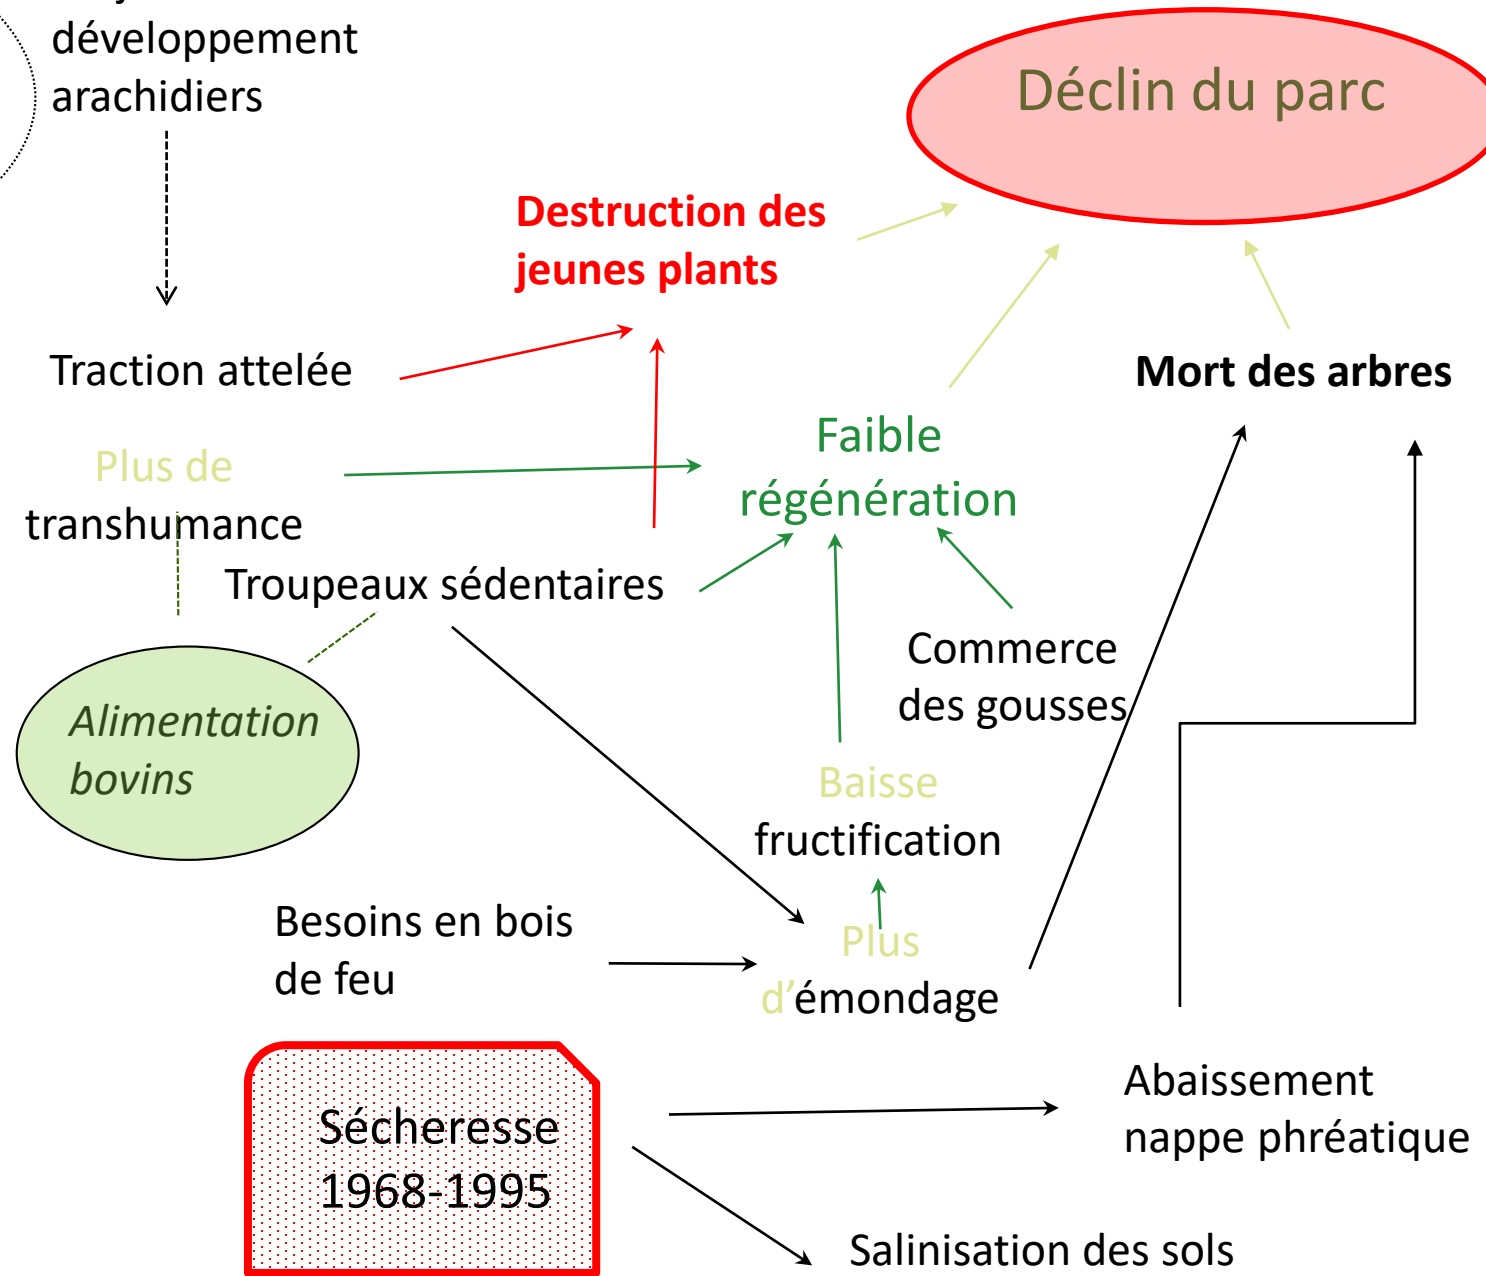 développement
arachidiers
Déclin du parc
Destruction des
jeunes plants
Traction attelée
Mort des arbres
Plus de
transhumance
Faible
régénération
Troupeaux sédentaires
Commerce
des gousses
Alimentation
bovins
Baisse
fructification
Besoins en bois
de feu
Plus
d’émondage
Sécheresse
1968-1995
Abaissement
nappe phréatique
Salinisation des sols